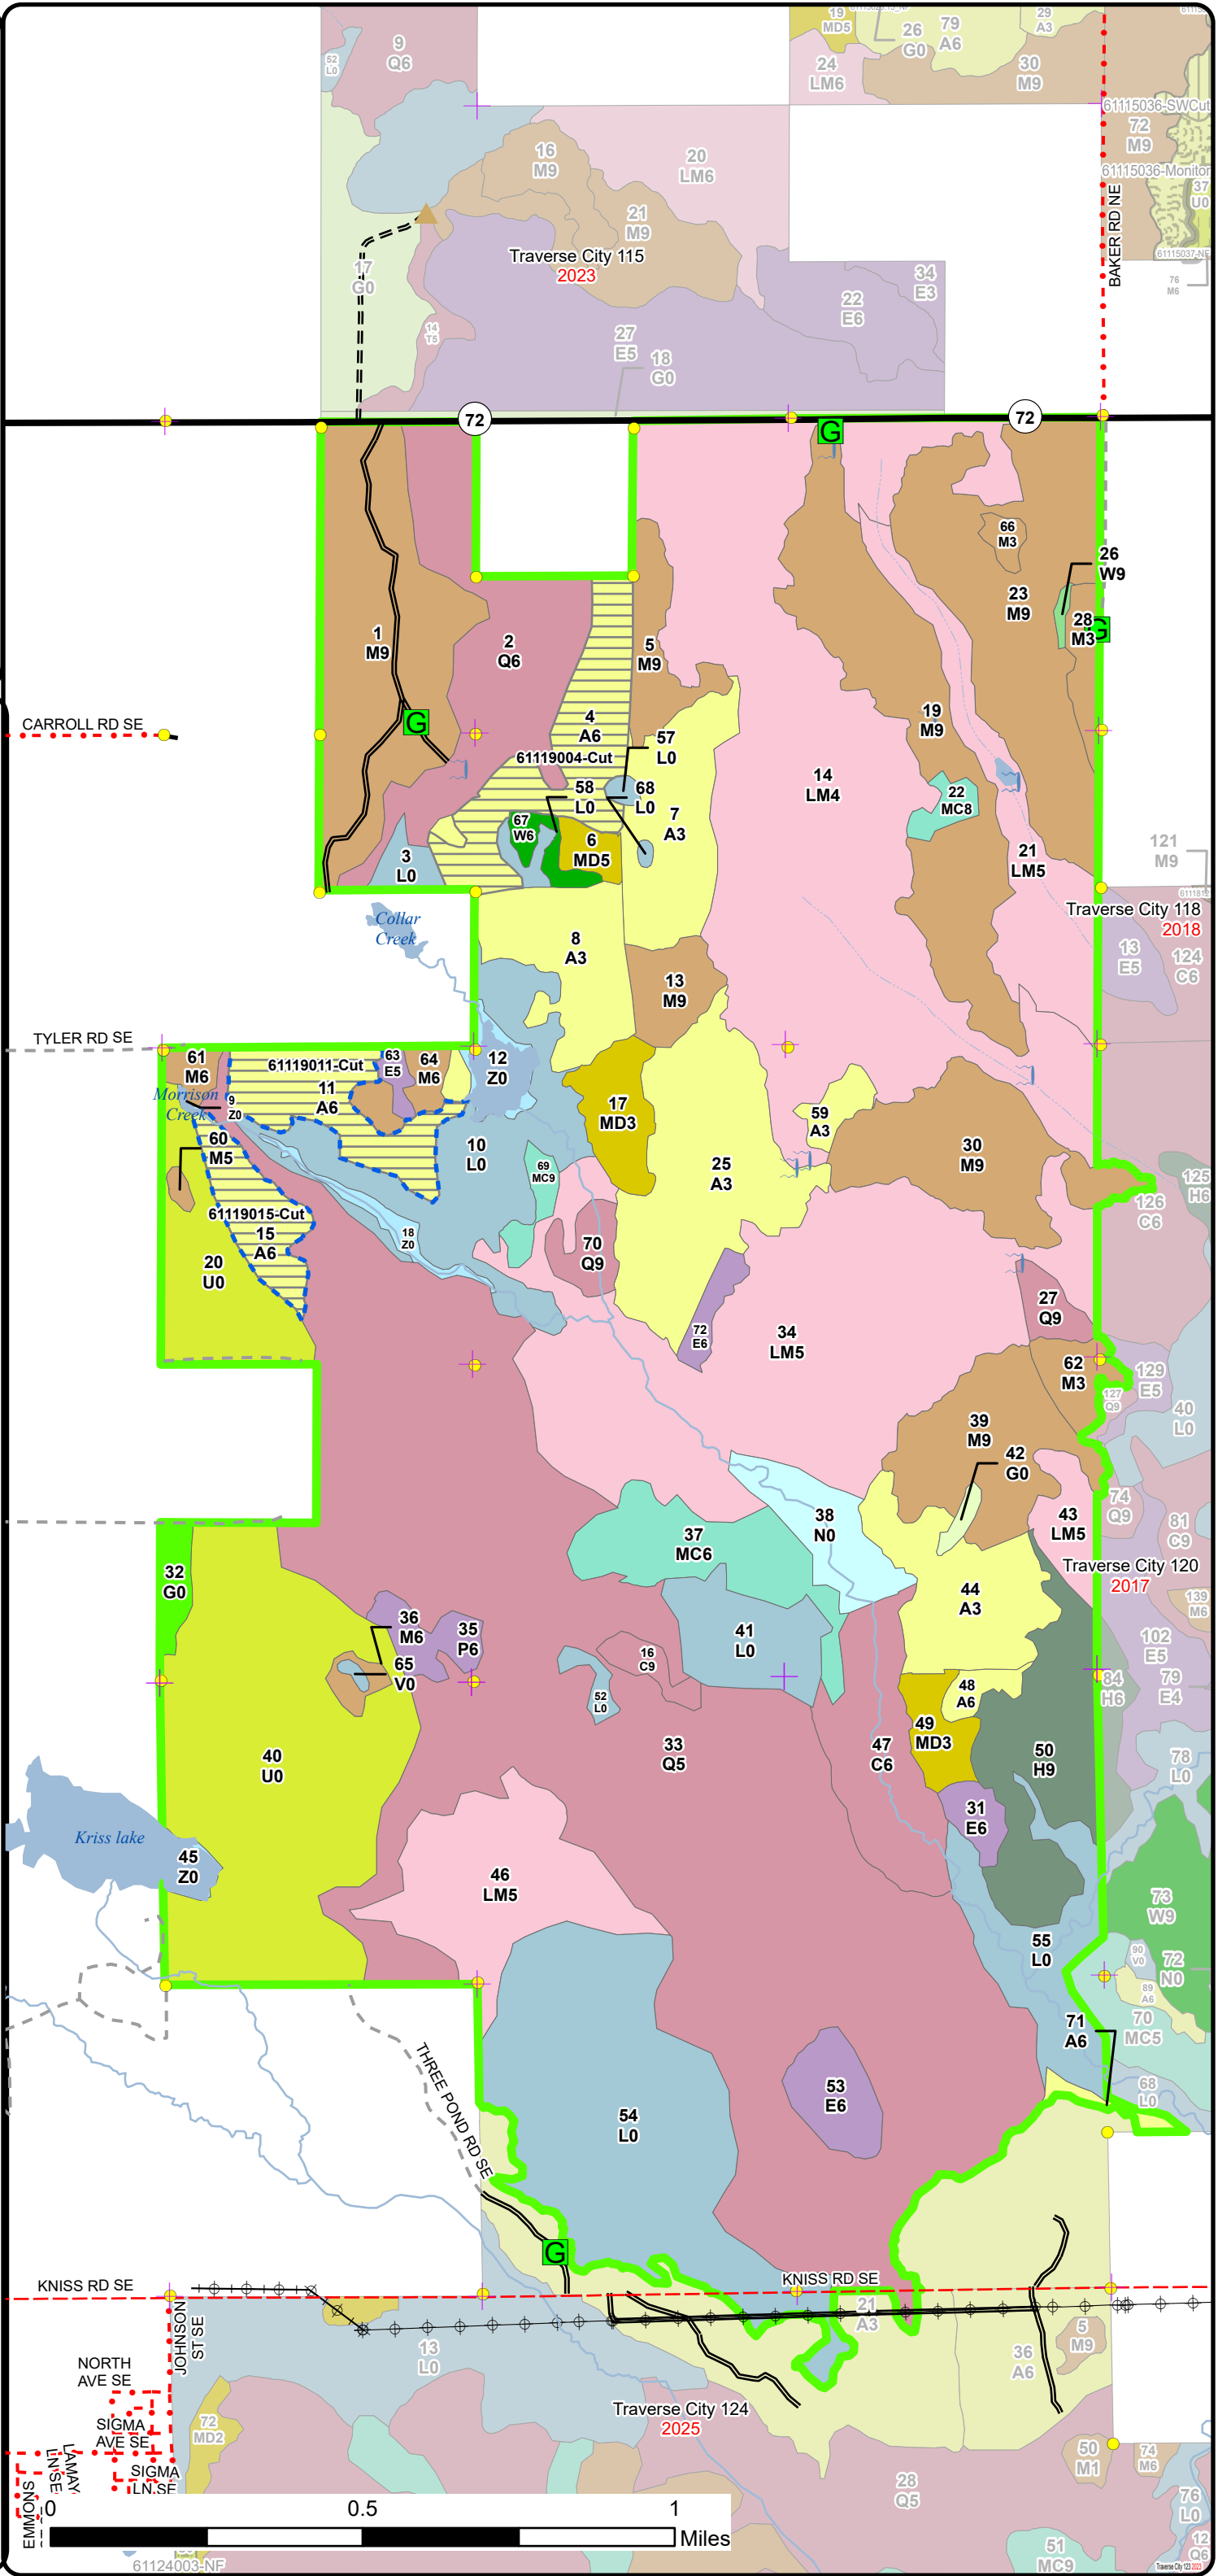 19
MD5
26
G0
79
A6
29
A3
9
Q6
52
L0
24
LM6
30
M9
61115036-SWCut
72
M9
16
M9
20
LM6
61115036-Monitor
37
U0
21
M9
BAKER RD NE
Traverse City 115
2023
61115037-NF
17
G0
76
M6
34
E3
22
E6
14
T5
27
E5
18
G0
72
72
G
66
M3
26
W9
23
M9
28
M3
G
1
M9
2
Q6
5
M9
CARROLL RD SE
G
4
A6
61119004-Cut
57
L0
19
M9
14
LM4
58
L0
68
L0
22
MC8
67
W6
7
A3
6
MD5
21
LM5
121
M9
3
L0
Traverse City 118
2018
Collar
Creek
8
A3
13
E5
124
C6
13
M9
TYLER RD SE
61
M6
61119011-Cut
63
E5
64
M6
12
Z0
11
A6
Morrison
Creek
9
Z0
17
MD3
59
A3
60
M5
10
L0
30
M9
69
MC9
25
A3
125
H6
126
C6
61119015-Cut
15
A6
18
Z0
20
U0
70
Q9
27
Q9
72
E6
34
LM5
62
M3
129
E5
127
Q9
40
L0
39
M9
42
G0
74
Q9
43
LM5
38
N0
81
C9
37
MC6
Traverse City 120
2017
32
G0
44
A3
139
M6
36
M6
35
P6
41
L0
102
E5
16
C9
65
V0
84
H6
79
E4
48
A6
52
L0
49
MD3
33
Q5
47
C6
50
H9
40
U0
78
L0
31
E6
Kriss lake
45
Z0
46
LM5
73
W9
55
L0
90
V0
72
N0
89
A6
71
A6
70
MC5
THREE POND RD SE
53
E6
68
L0
54
L0
G
KNISS RD SE
KNISS RD SE
JOHNSON
ST SE
21
A3
13
L0
5
M9
36
A6
NORTH
AVE SE
Traverse City 124
2025
72
MD2
SIGMA
AVE SE
50
M1
74
M6
LAMAY
LN SE
SIGMA
LN SE
EMMONS
28
Q5
76
L0
0
0.5
1
Miles
12
Q6
51
MC9
61124003-NF
Traverse City 123 2023